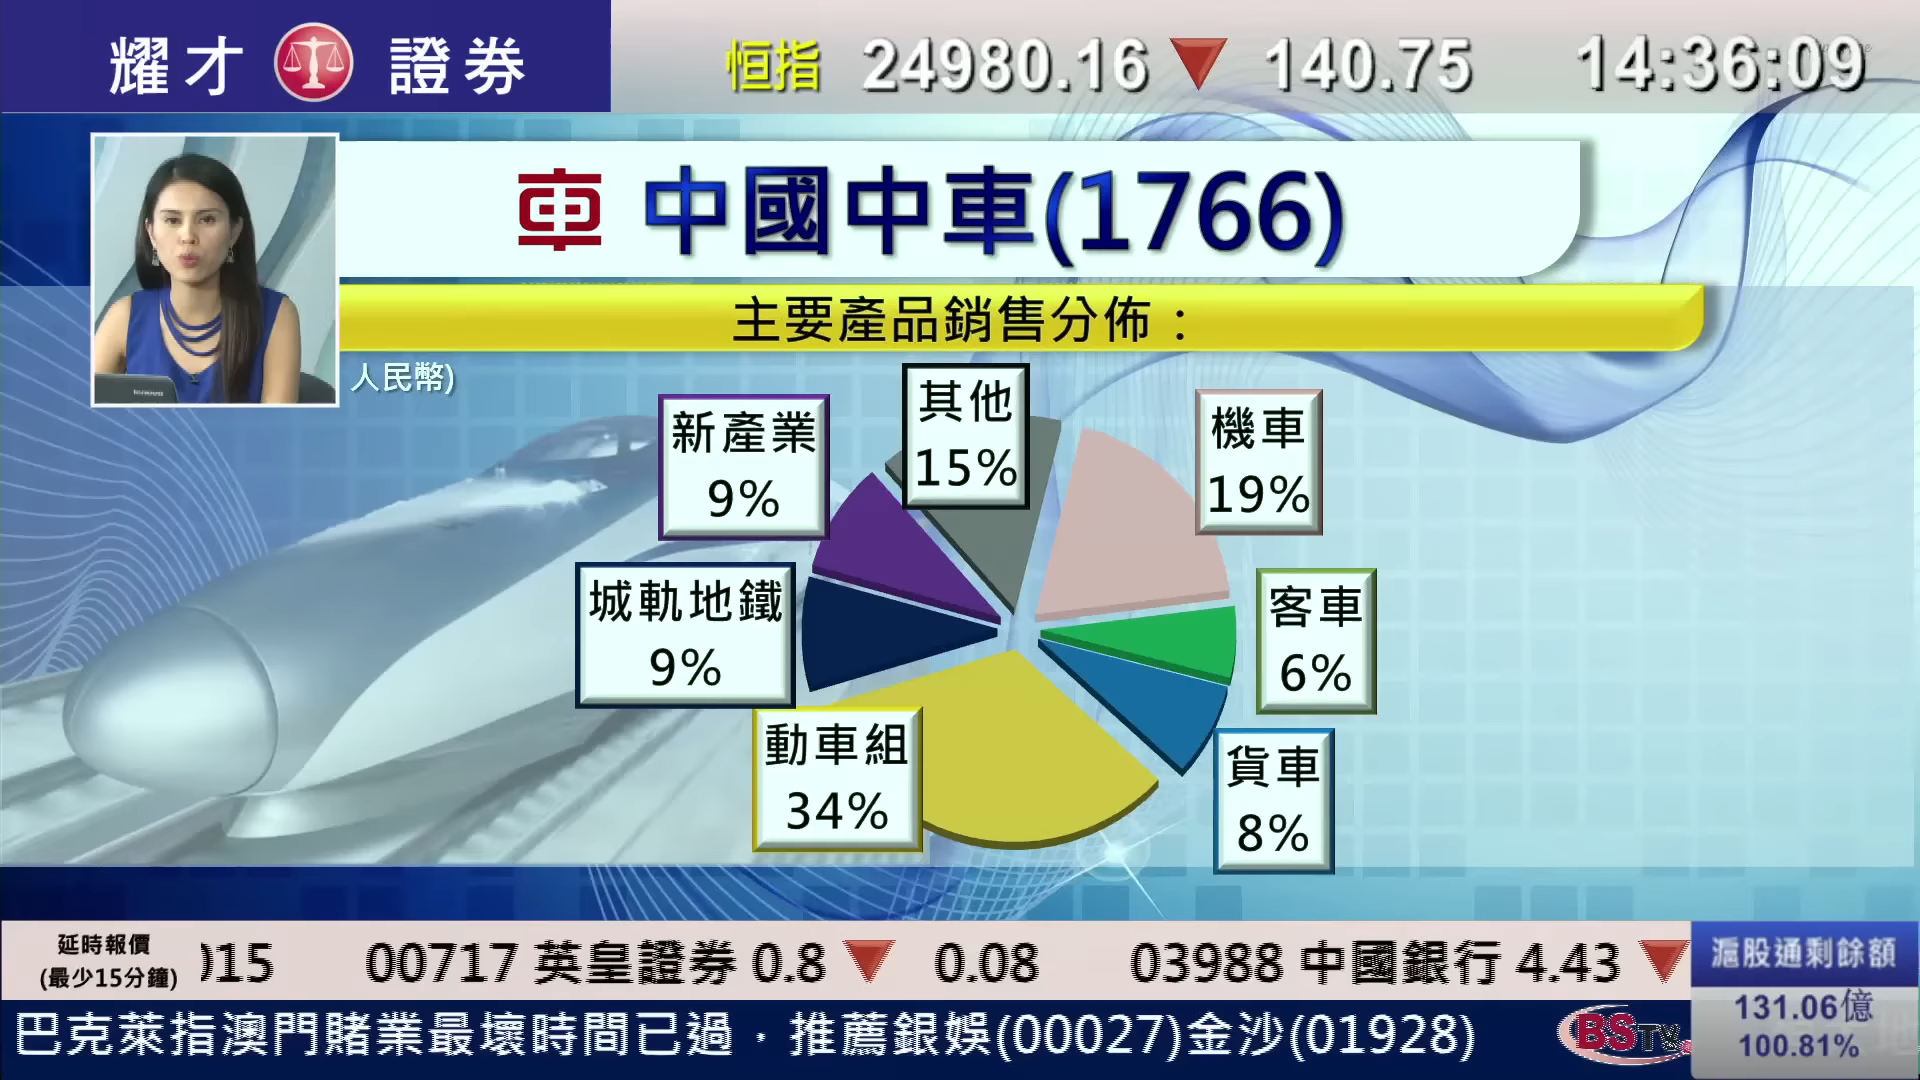 耀才 證券
恒指 24980.16 ▼ 140.75 14:36:09
車 中國中車(1766)
主要產品銷售分佈：
人民幣)
其他
15%
機車
19%
新產業
9%
城軌地鐵
9%
客車
6%
動車組
34%
貨車
8%
延時報價
(最少15分鐘)
)15 00717 英皇證券 0.8 ▼ 0.08 03988 中國銀行 4.43 ▼
滬股通剩餘額
131.06億
100.81%
巴克萊指澳門賭業最壞時間已過，推薦銀娛(00027)金沙(01928)
BSTV